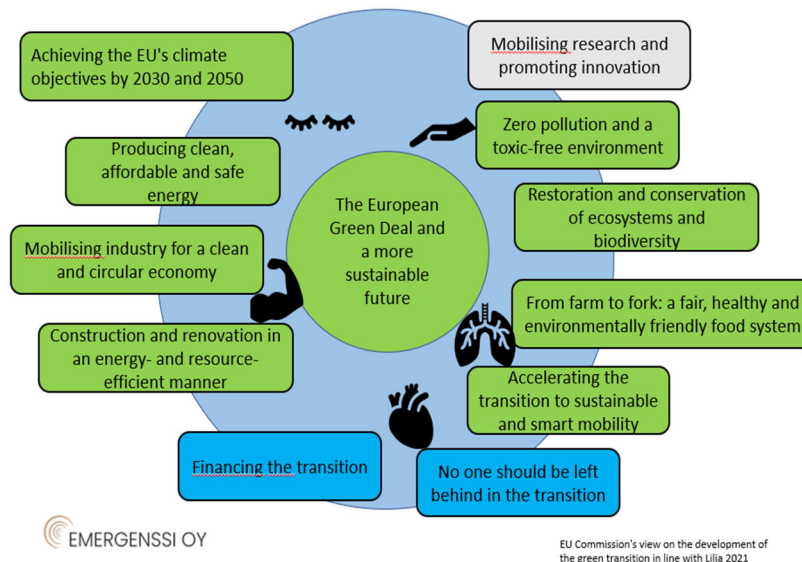 Achieving the EU's climate
objectives by 2030 and 2050
Mobilising research and
promoting innovation
Zero pollution and a
toxic-free environment
Producing clean,
affordable and safe
energy
Restoration and conservation
of ecosystems and
biodiversity
The European
Green Deal and
a more
sustainable
future
Mobilising industry for a clean
and circular economy
From farm to fork: a fair, healthy and
environmentally friendly food system
Construction and renovation in
an energy- and resource-
efficient manner
Accelerating the
transition to sustainable
and smart mobility
Financing the transition
No one should be left
behind in the transition
EMERGENSSI OY
EU Commission's view on the development of
the green transition in line with Lilja 2021